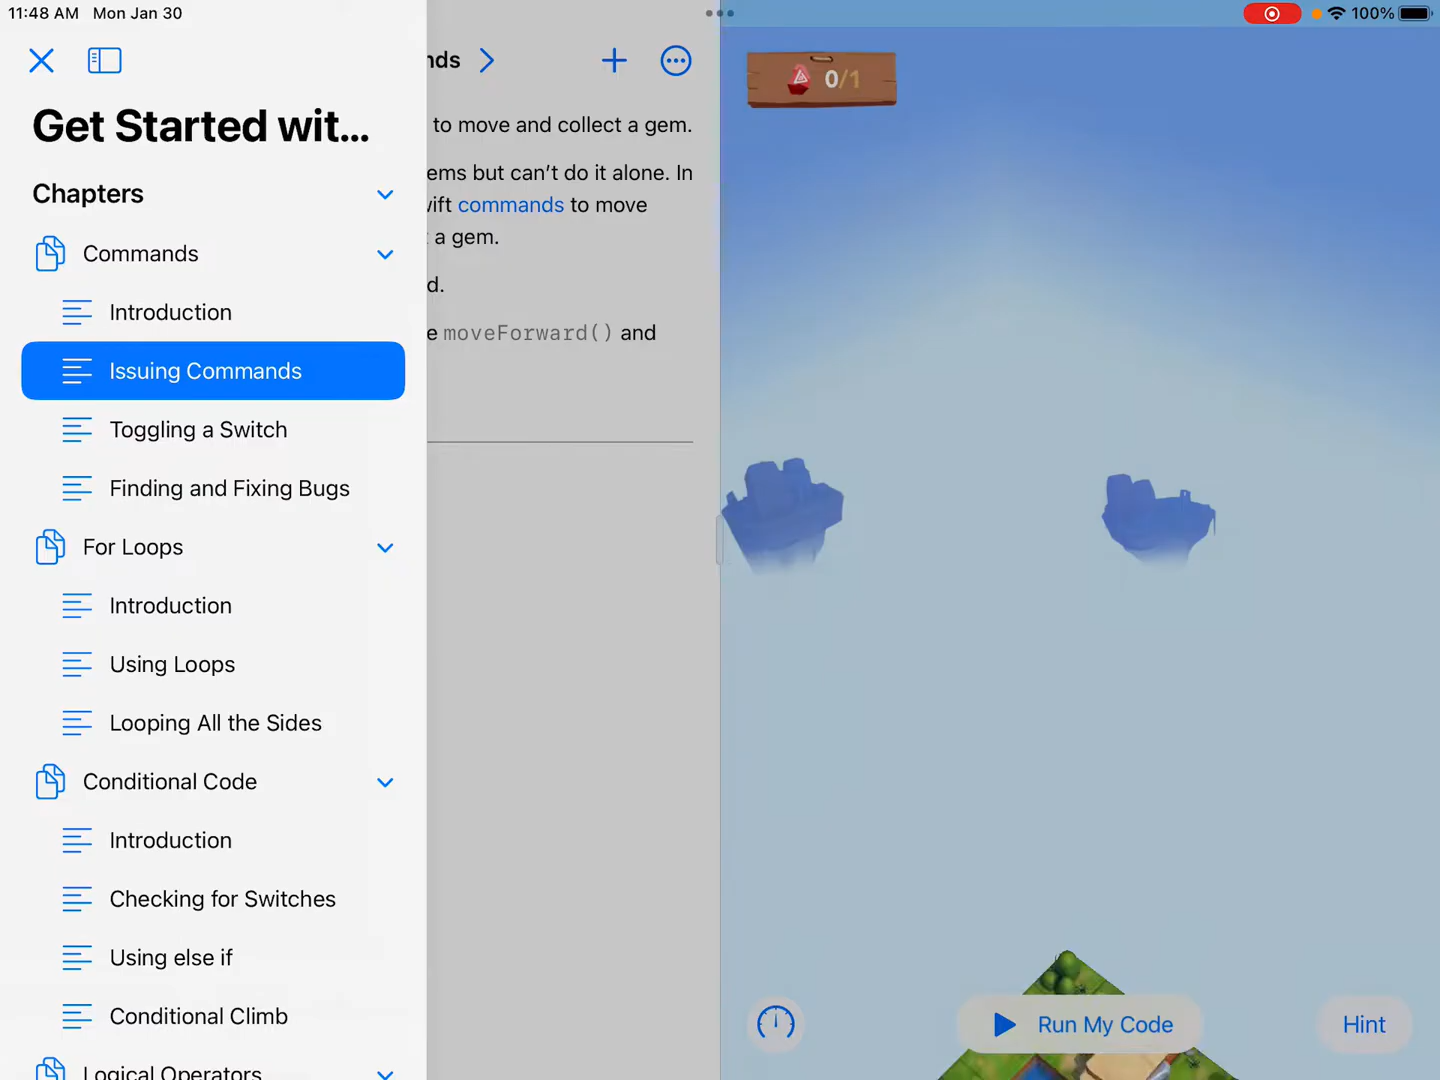 11:48 AM Mon Jan 30
100%
Get Started wit...
Chapters
Commands
Introduction
Issuing Commands
Toggling a Switch
Finding and Fixing Bugs
For Loops
Introduction
Using Loops
Looping All the Sides
Conditional Code
Introduction
Checking for Switches
Using else if
Conditional Climb
Logical Operators
nds
to move and collect a gem.
ems but can’t do it alone. In
ift commands to move
a gem.
d.
e moveForward() and
0/1
Run My Code
Hint